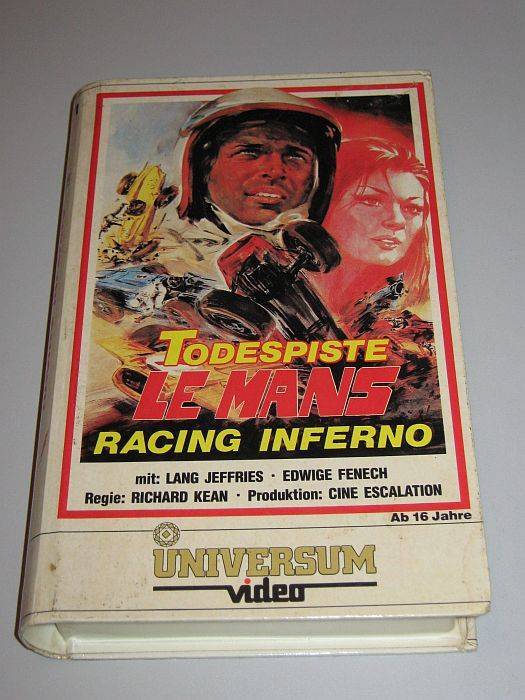 TODESPISTE
LE MANS
RACING INFERNO
mit: LANG JEFFRIES · EDWIGE FENECH
Regie: RICHARD KEAN · Produktion: CINE ESCALATION
Ab 16 Jahre
UNIVERSUM
video